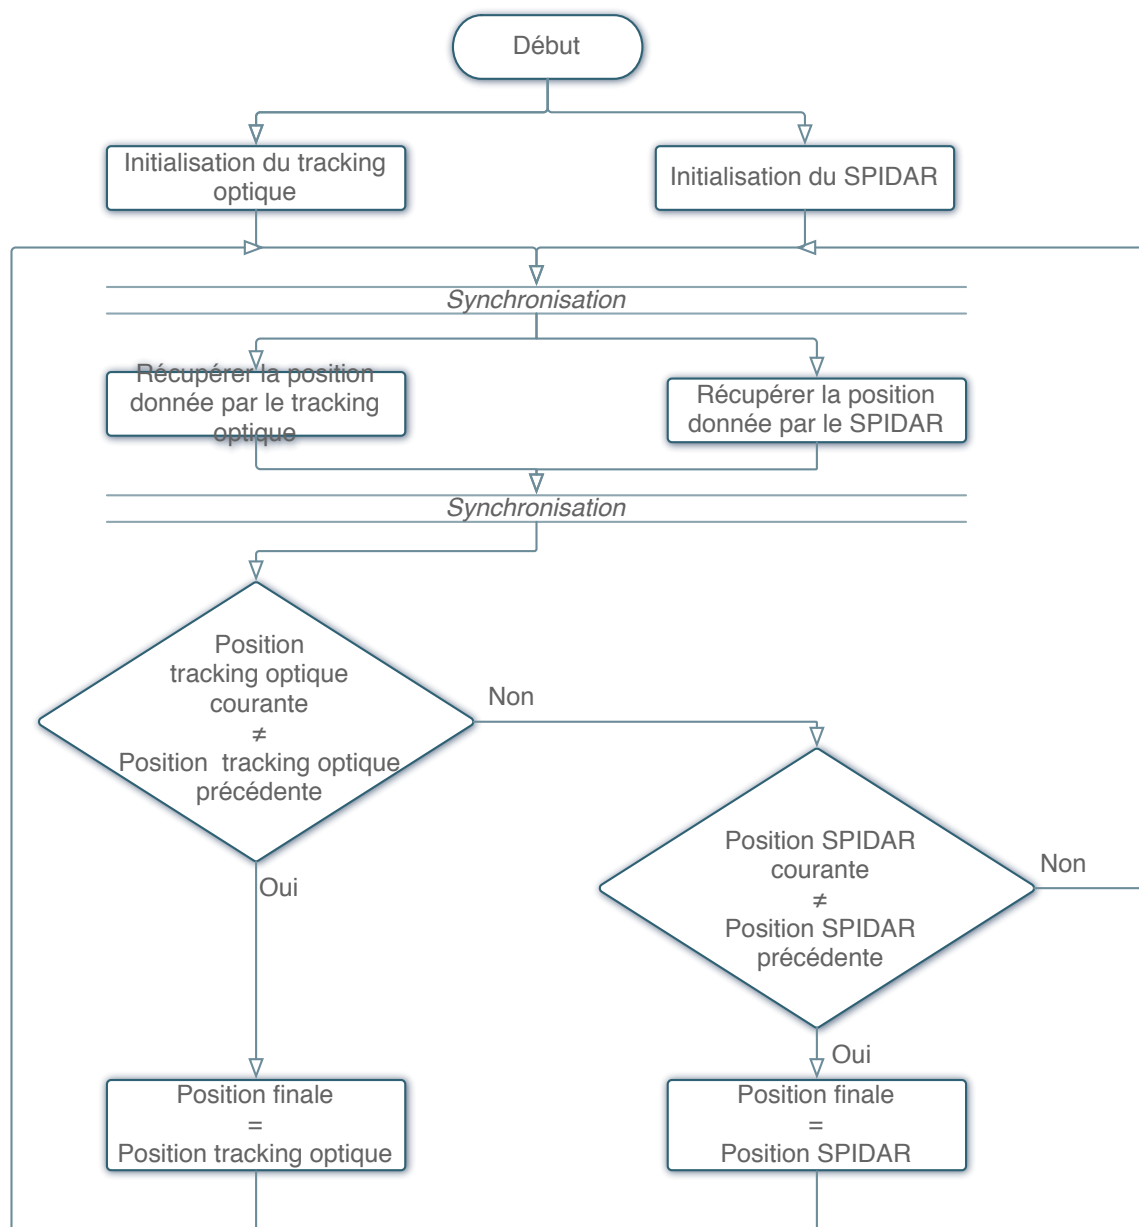 Début
Initialisation du tracking
optique
Initialisation du SPIDAR
Synchronisation
Récupérer la position
donnée par le tracking
optique
Récupérer la position
donnée par le SPIDAR
Synchronisation
Position
tracking optique
courante
≠
Position tracking optique
précédente
Non
Oui
Position SPIDAR
courante
≠
Position SPIDAR
précédente
Non
Oui
Position finale
=
Position tracking optique
Position finale
=
Position SPIDAR